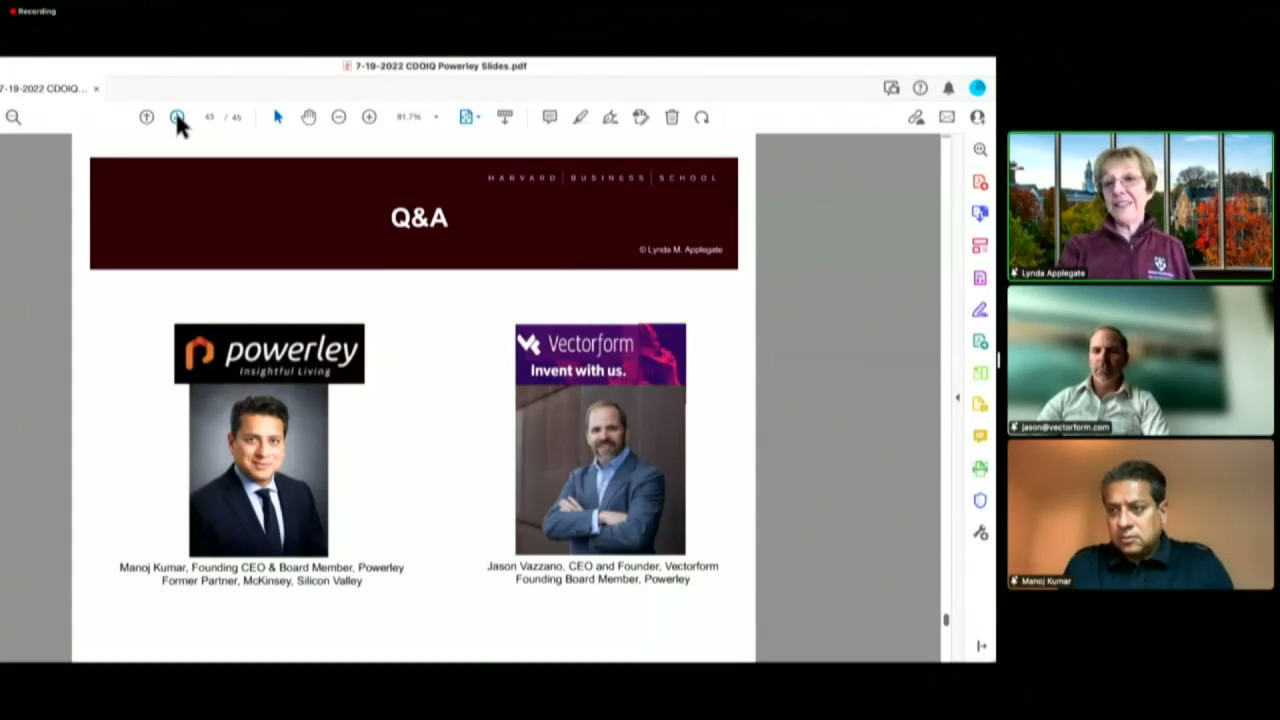 Recording
7-19-2022 CDOIQ Powerley Slides.pdf
7-19-2022 CDOIQ... ×
43 / 45
81.7%
HARVARD | BUSINESS | SCHOOL
Q&A
© Lynda M. Applegate
powerley
Insightful Living
Vectorform
Invent with us.
Manoj Kumar, Founding CEO & Board Member, Powerley
Former Partner, McKinsey, Silicon Valley
Jason Vazzano, CEO and Founder, Vectorform
Founding Board Member, Powerley
Lynda Applegate
jason@vectorform.com
Manoj Kumar